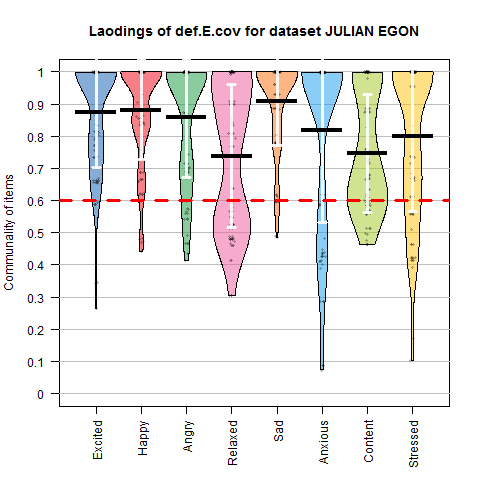 Laodings of def.E.cov for dataset JULIAN EGON
Communality of items
1
0.9
0.8
0.7
0.6
0.5
0.4
0.3
0.2
0.1
0
Excited
Happy
Angry
Relaxed
Sad
Anxious
Content
Stressed